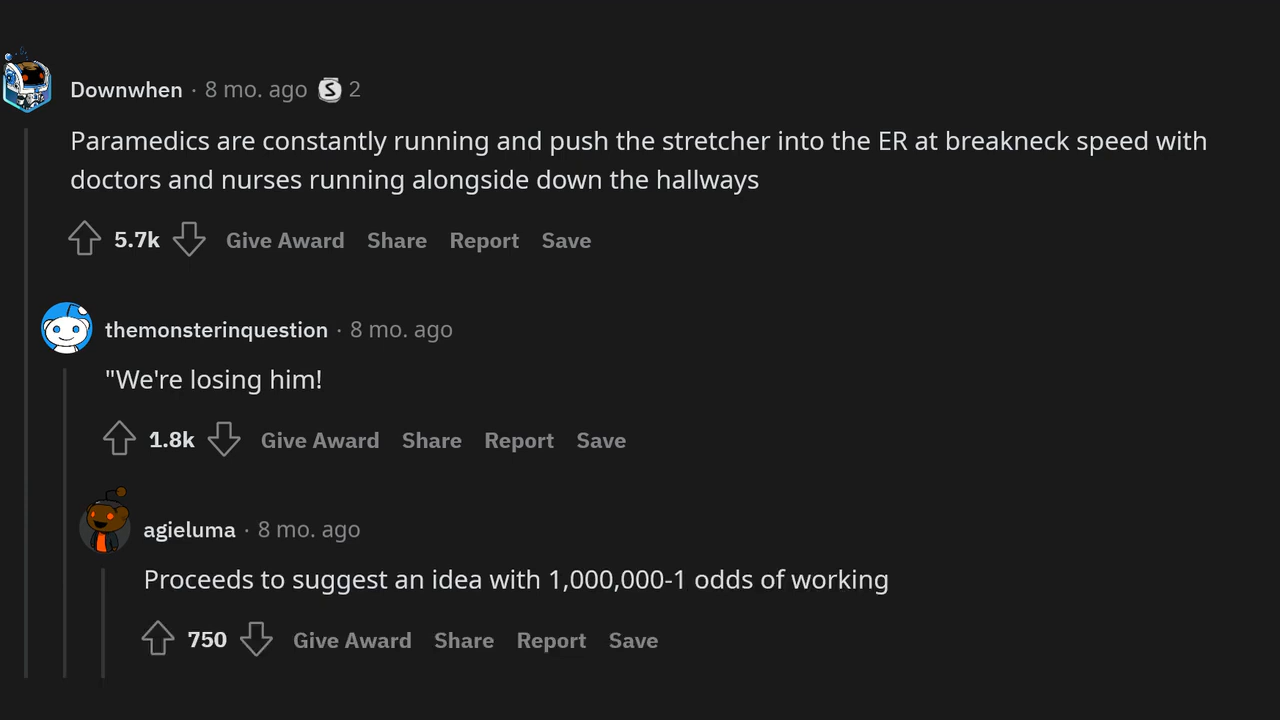 Downwhen · 8 mo. ago S 2
Paramedics are constantly running and push the stretcher into the ER at breakneck speed with
doctors and nurses running alongside down the hallways
5.7k Give Award Share Report Save
themonsterinquestion · 8 mo. ago
"We're losing him!
1.8k Give Award Share Report Save
agieluma · 8 mo. ago
Proceeds to suggest an idea with 1,000,000-1 odds of working
750 Give Award Share Report Save